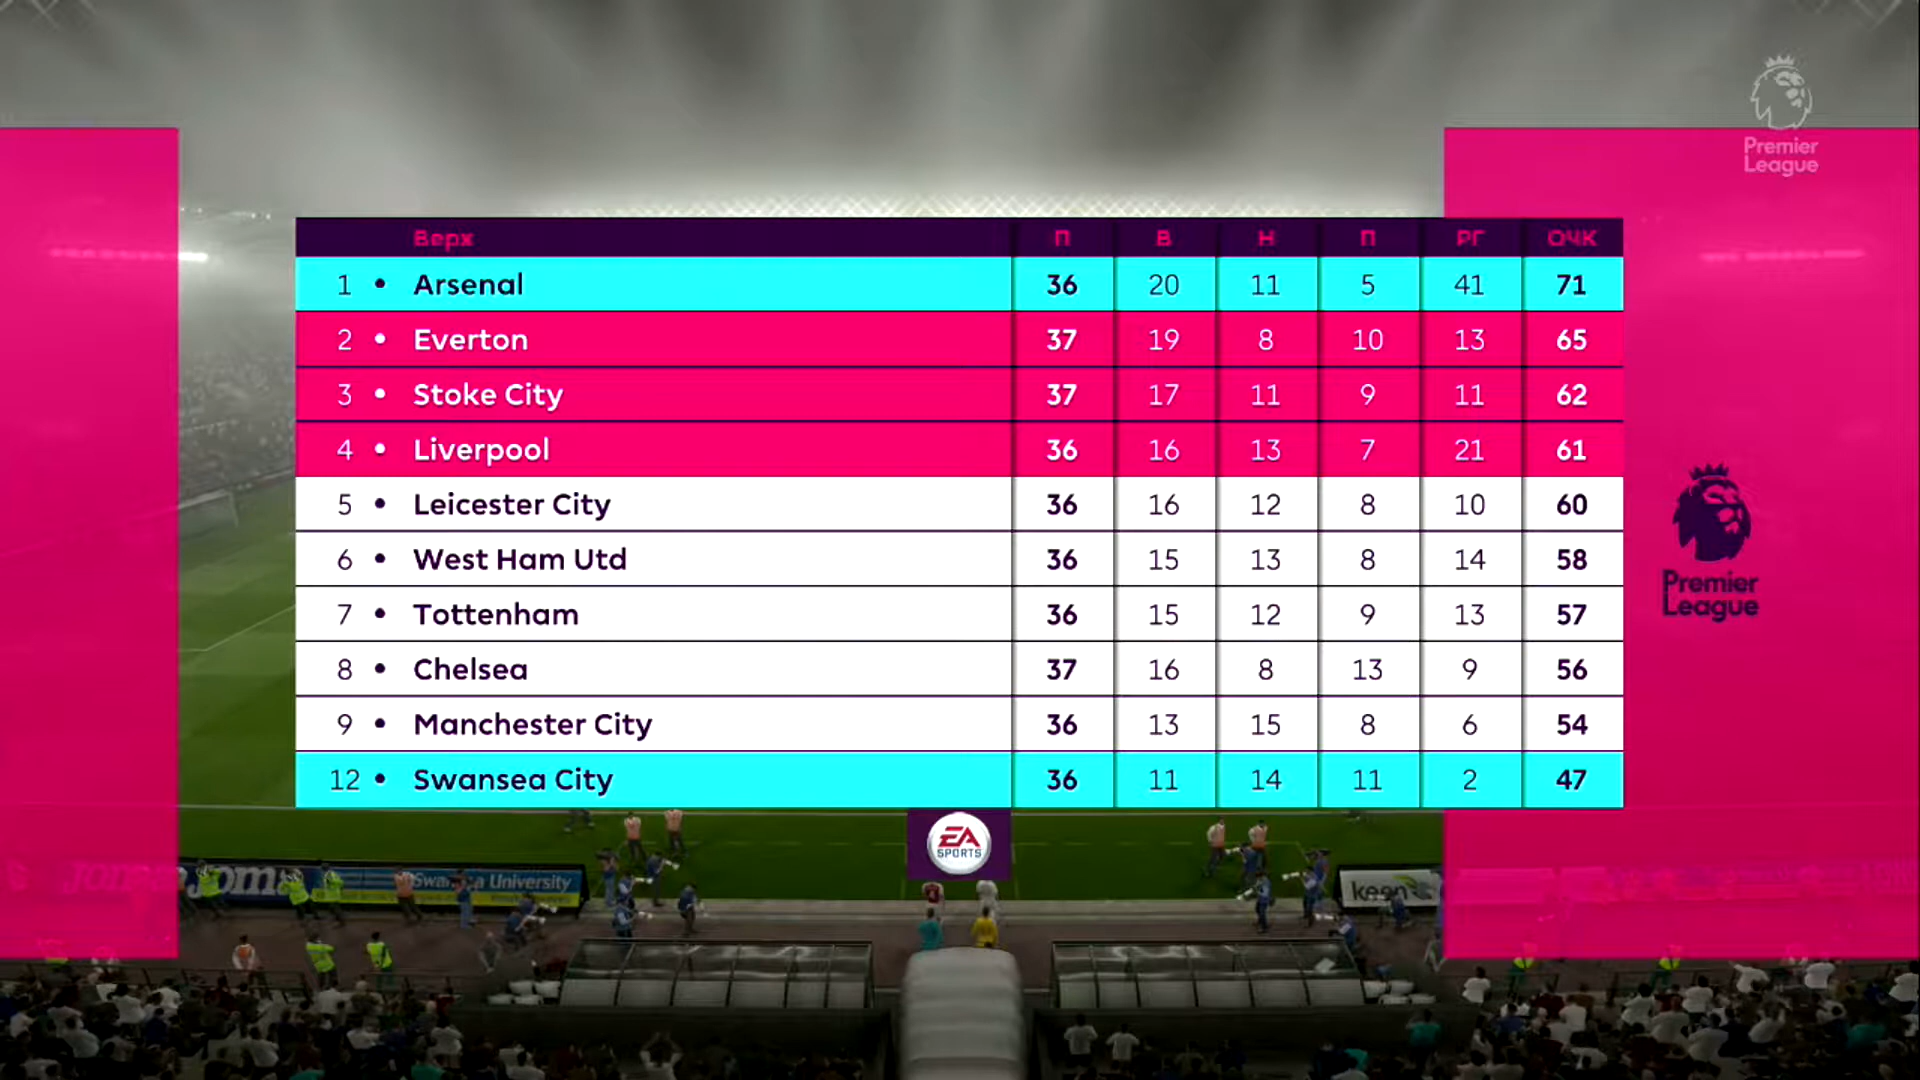 Premier
League
Верх П В Н П РГ ОЧК
1 • Arsenal 36 20 11 5 41 71
2 • Everton 37 19 8 10 13 65
3 • Stoke City 37 17 11 9 11 62
4 • Liverpool 36 16 13 7 21 61
5 • Leicester City 36 16 12 8 10 60
6 • West Ham Utd 36 15 13 8 14 58
7 • Tottenham 36 15 12 9 13 57
8 • Chelsea 37 16 8 13 9 56
9 • Manchester City 36 13 15 8 6 54
12 • Swansea City 36 11 14 11 2 47
Premier
League
EA
SPORTS
Joma Joma Swansea University
keen